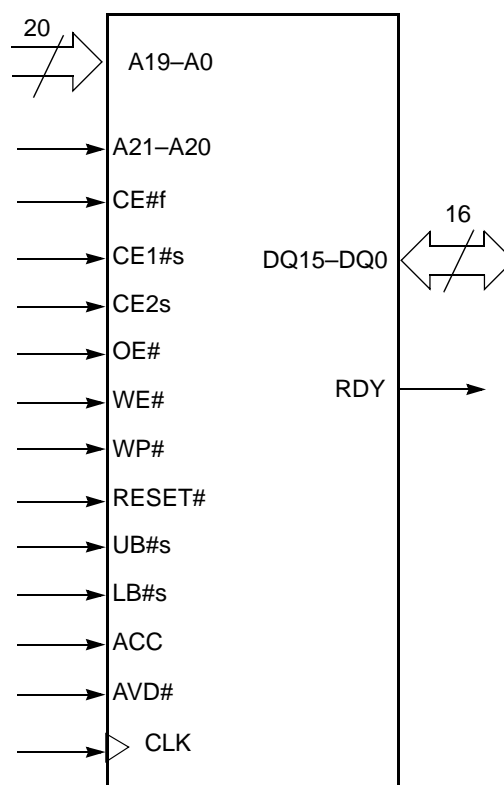 20
A19–A0
A21–A20
CE#f
16
CE1#s
DQ15–DQ0
CE2s
OE#
RDY
WE#
WP#
RESET#
UB#s
LB#s
ACC
AVD#
CLK